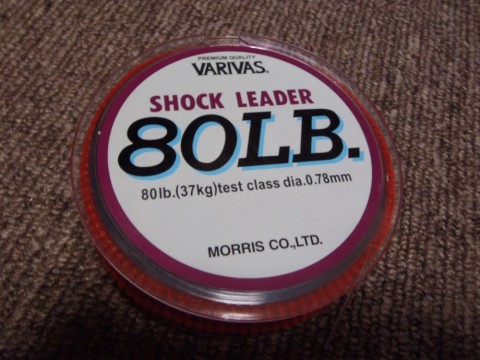 PREMIUM QUALITY
VARIVAS®
SHOCK LEADER
80LB.
80lb.(37kg)test class dia.0.78mm
MORRIS CO.,LTD.